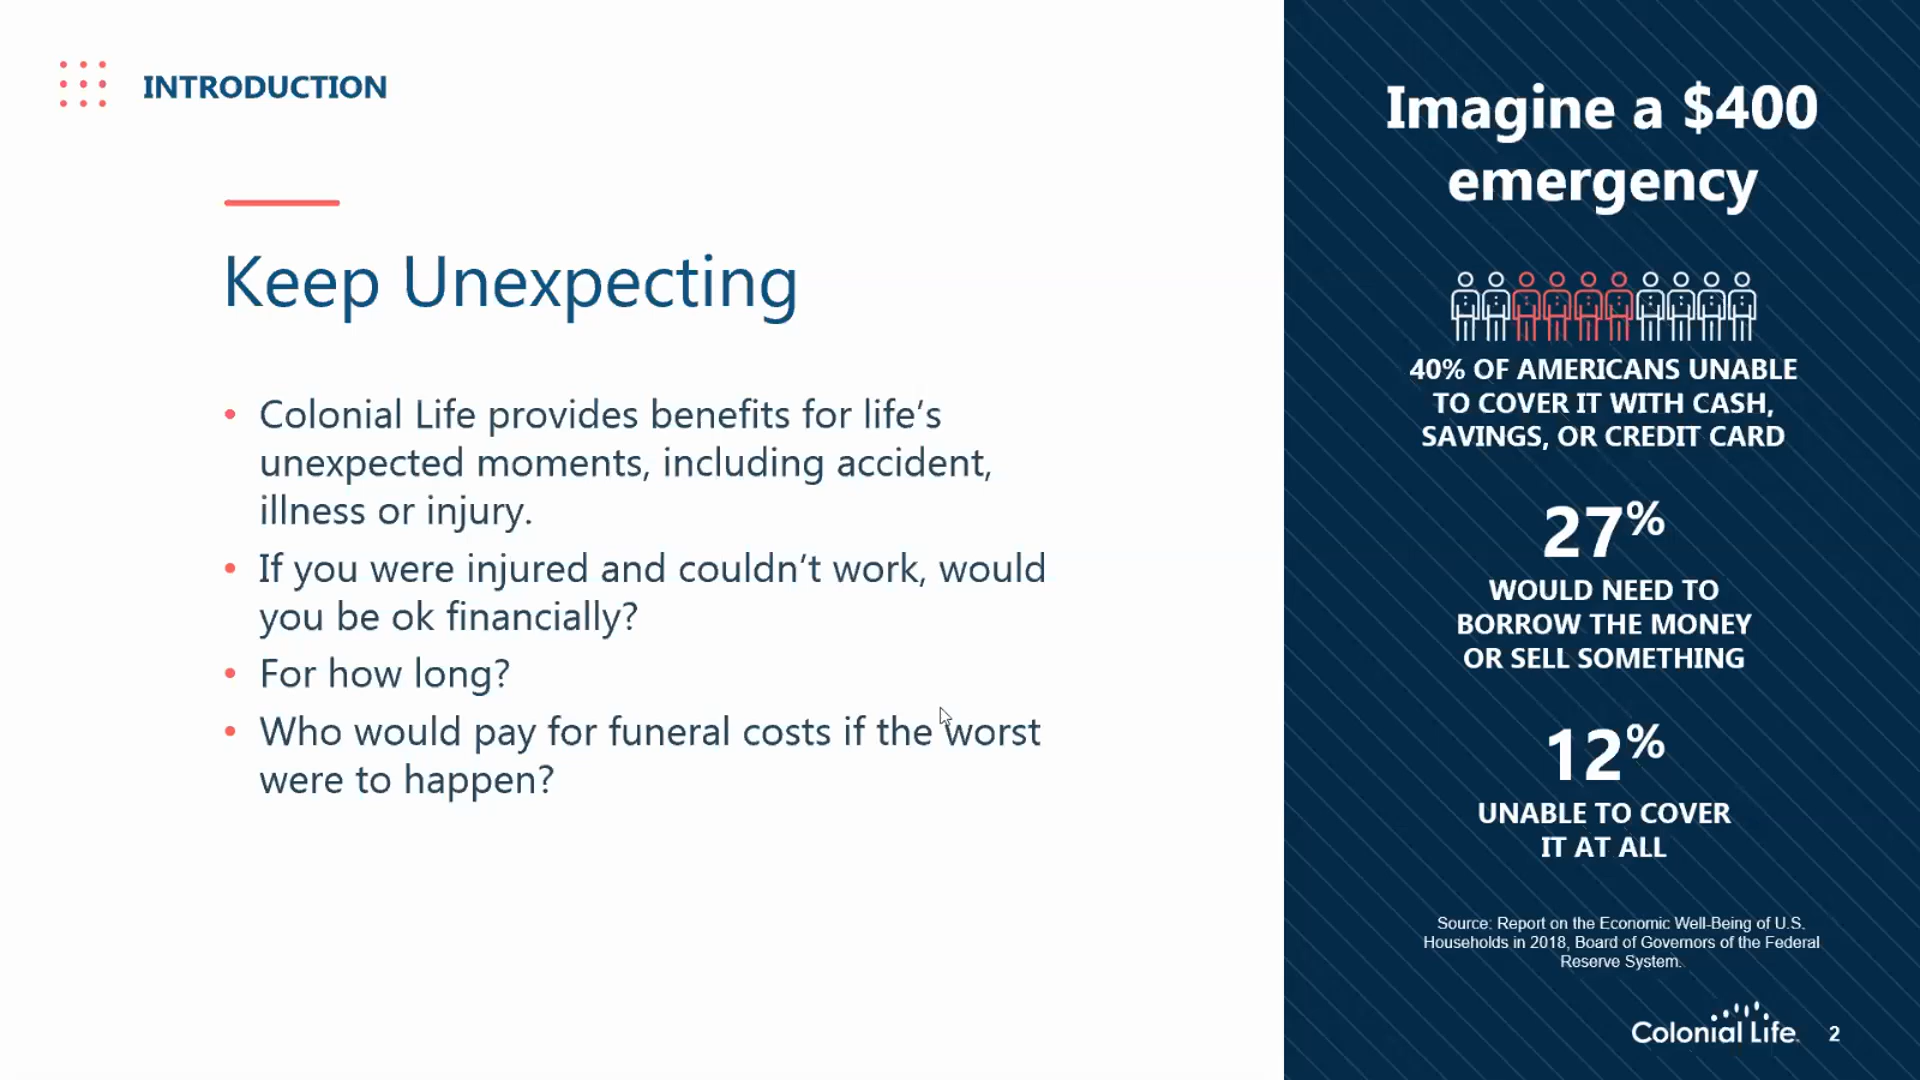 INTRODUCTION
Keep Unexpecting
• Colonial Life provides benefits for life’s
unexpected moments, including accident,
illness or injury.
• If you were injured and couldn’t work, would
you be ok financially?
• For how long?
• Who would pay for funeral costs if the worst
were to happen?
Imagine a $400
emergency
40% OF AMERICANS UNABLE
TO COVER IT WITH CASH,
SAVINGS, OR CREDIT CARD
27%
WOULD NEED TO
BORROW THE MONEY
OR SELL SOMETHING
12%
UNABLE TO COVER
IT AT ALL
Source: Report on the Economic Well-Being of U.S.
Households in 2018, Board of Governors of the Federal
Reserve System.
Colonial Life
2